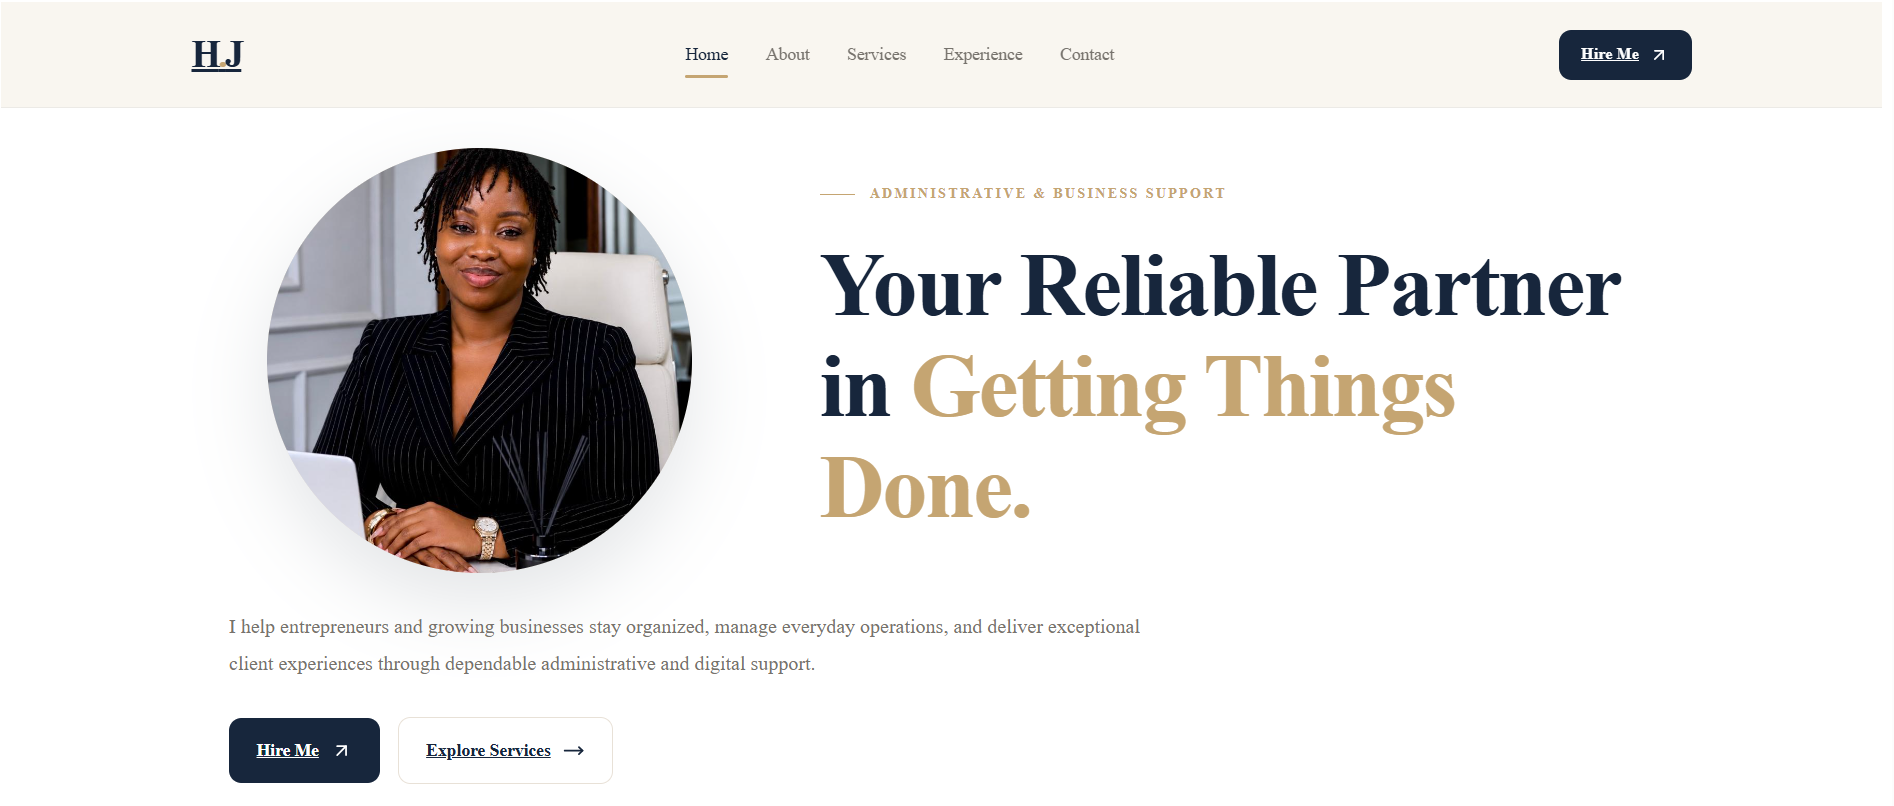 H.J
Home About Services Experience Contact
Hire Me
ADMINISTRATIVE & BUSINESS SUPPORT
Your Reliable Partner
in Getting Things
Done.
I help entrepreneurs and growing businesses stay organized, manage everyday operations, and deliver exceptional
client experiences through dependable administrative and digital support.
Hire Me
Explore Services